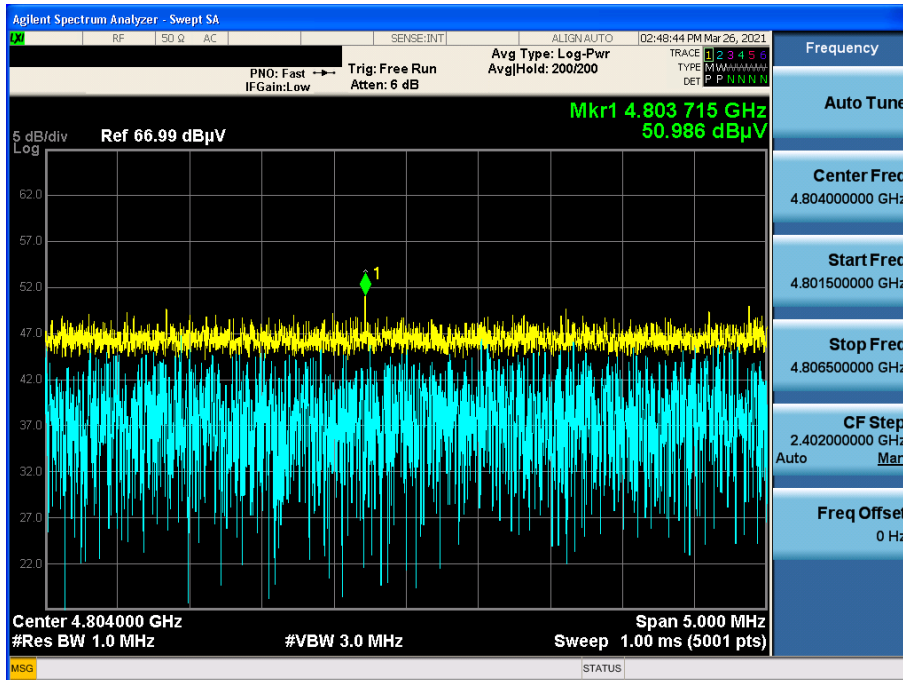 Agilent Spectrum Analyzer - Swept SA
LXI RF 50 Ω AC SENSE:INT ALIGN AUTO 02:48:44 PM Mar 26, 2021
Frequency
PNO: Fast Trig: Free Run Avg Type: Log-Pwr TRACE 1 2 3 4 5 6
IFGain:Low Atten: 6 dB Avg|Hold: 200/200 TYPE M W W W W W
DET P P N N N N
Auto Tune
Mkr1 4.803 715 GHz
50.986 dBµV
5 dB/div Ref 66.99 dBµV
Log
62.0
57.0
52.0
47.0
42.0
37.0
32.0
27.0
22.0
1
Center Freq
4.804000000 GHz
Start Freq
4.801500000 GHz
Stop Freq
4.806500000 GHz
CF Step
2.402000000 GHz
Auto Man
Freq Offset
0 Hz
Center 4.804000 GHz Span 5.000 MHz
#Res BW 1.0 MHz #VBW 3.0 MHz Sweep 1.00 ms (5001 pts)
MSG STATUS